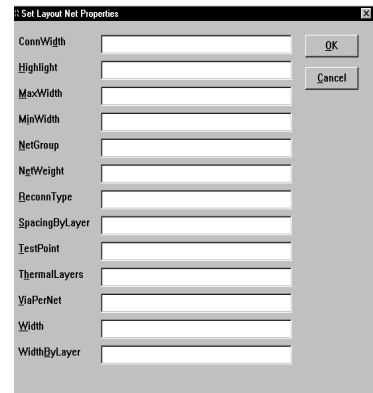 Set Layout Net Properties
ConnWidth
OK
Highlight
Cancel
MaxWidth
MinWidth
NetGroup
NetWeight
ReconnType
SpacingByLayer
TestPoint
ThermalLayers
ViaPerNet
Width
WidthByLayer